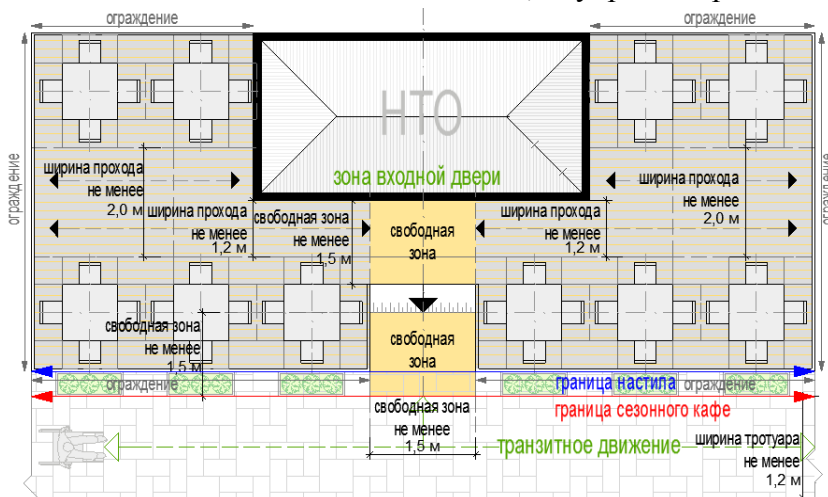 ограждение
ограждение
НТО
зона входной двери
ограждение
ограждение
ширина прохода
не менее
2,0 м
ширина прохода
не менее
1,2 м
свободная зона
не менее
1,5 м
свободная
зона
ширина прохода
не менее
1,2 м
ширина прохода
не менее
2,0 м
свободная зона
не менее
1,5 м
свободная
зона
ограждение
граница настила
ограждение
граница сезонного кафе
свободная зона
не менее
1,5 м
транзитное движение
ширина тротуара
не менее
1,2 м